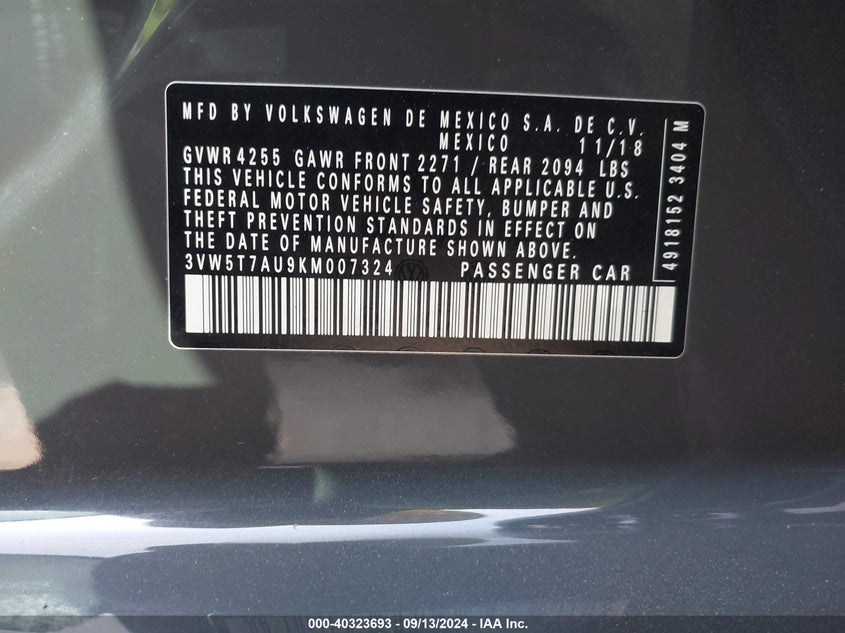 MFD BY VOLKSWAGEN DE MEXICO S.A. DE C.V.
MEXICO 11/18
GVWR 4255 GAWR FRONT 2271 / REAR 2094 LBS
THIS VEHICLE CONFORMS TO ALL APPLICABLE U.S.
FEDERAL MOTOR VEHICLE SAFETY, BUMPER AND
THEFT PREVENTION STANDARDS IN EFFECT ON
THE DATE OF MANUFACTURE SHOWN ABOVE.
3VW5T7AU9KM007324 PASSENGER CAR
4918152 3404 M
000-40323693 - 09/13/2024 - IAA Inc.